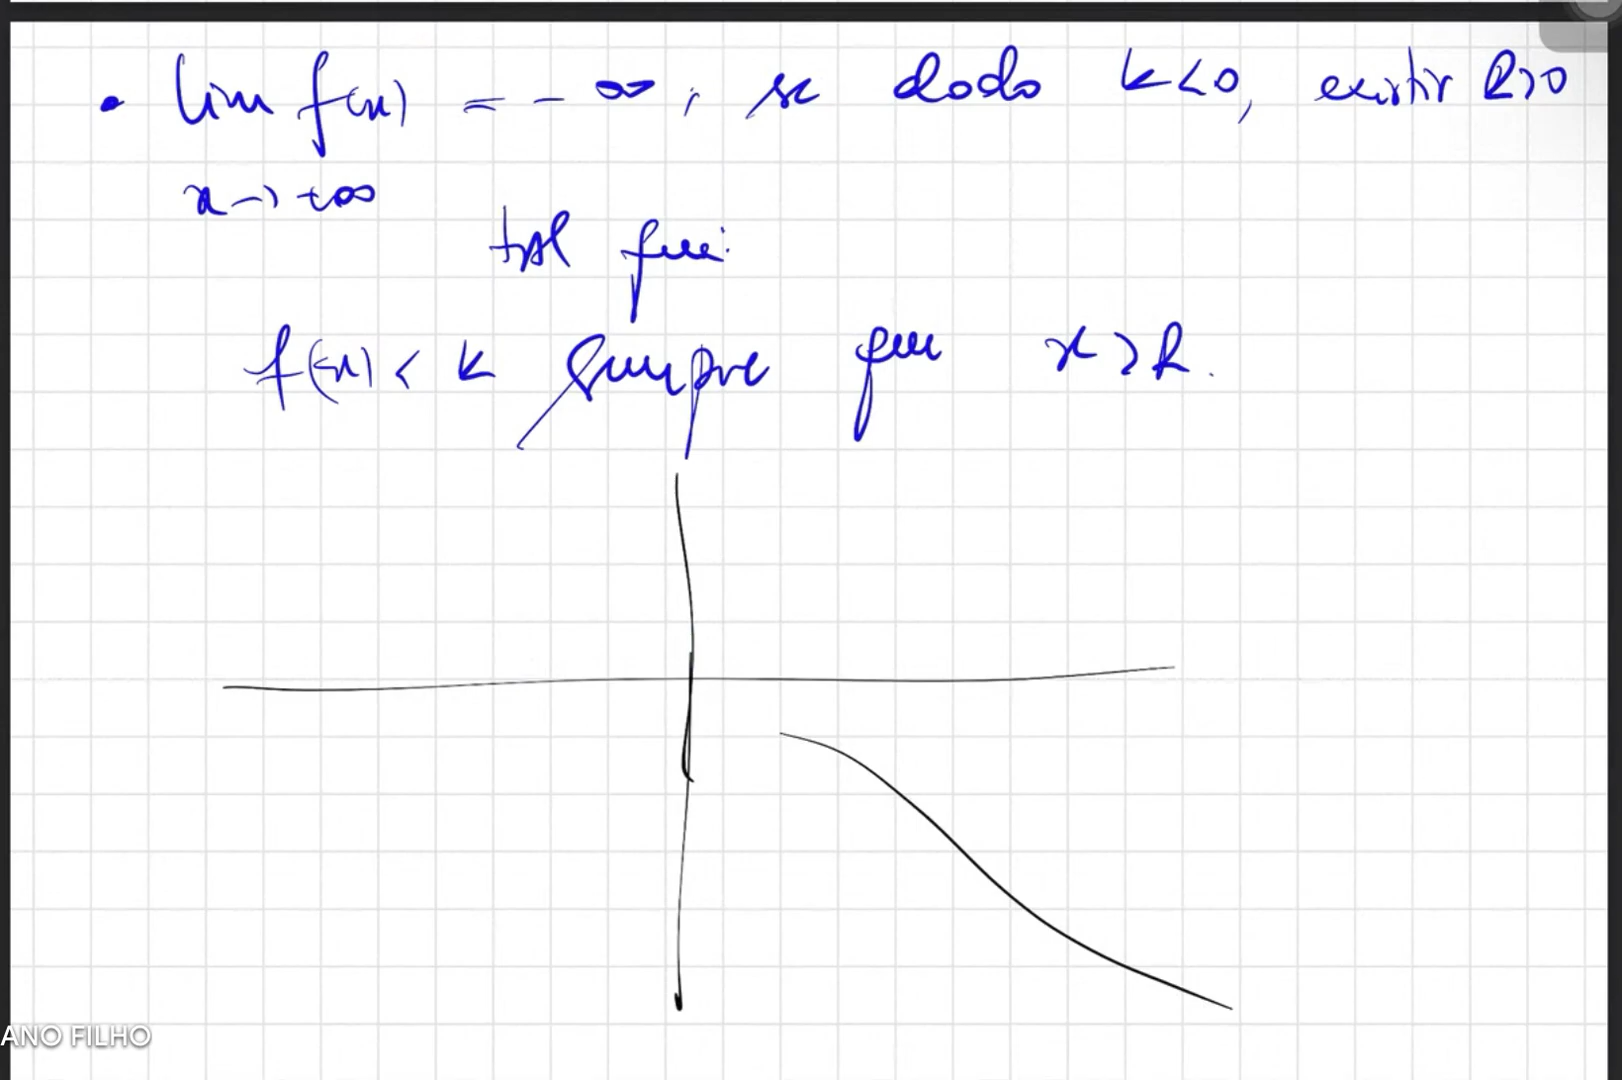 • lim f(x) = - ∞, se dado k<0, existir R>0
x→+∞
tal que:
f(x) < k sempre que x>R.
ANO FILHO